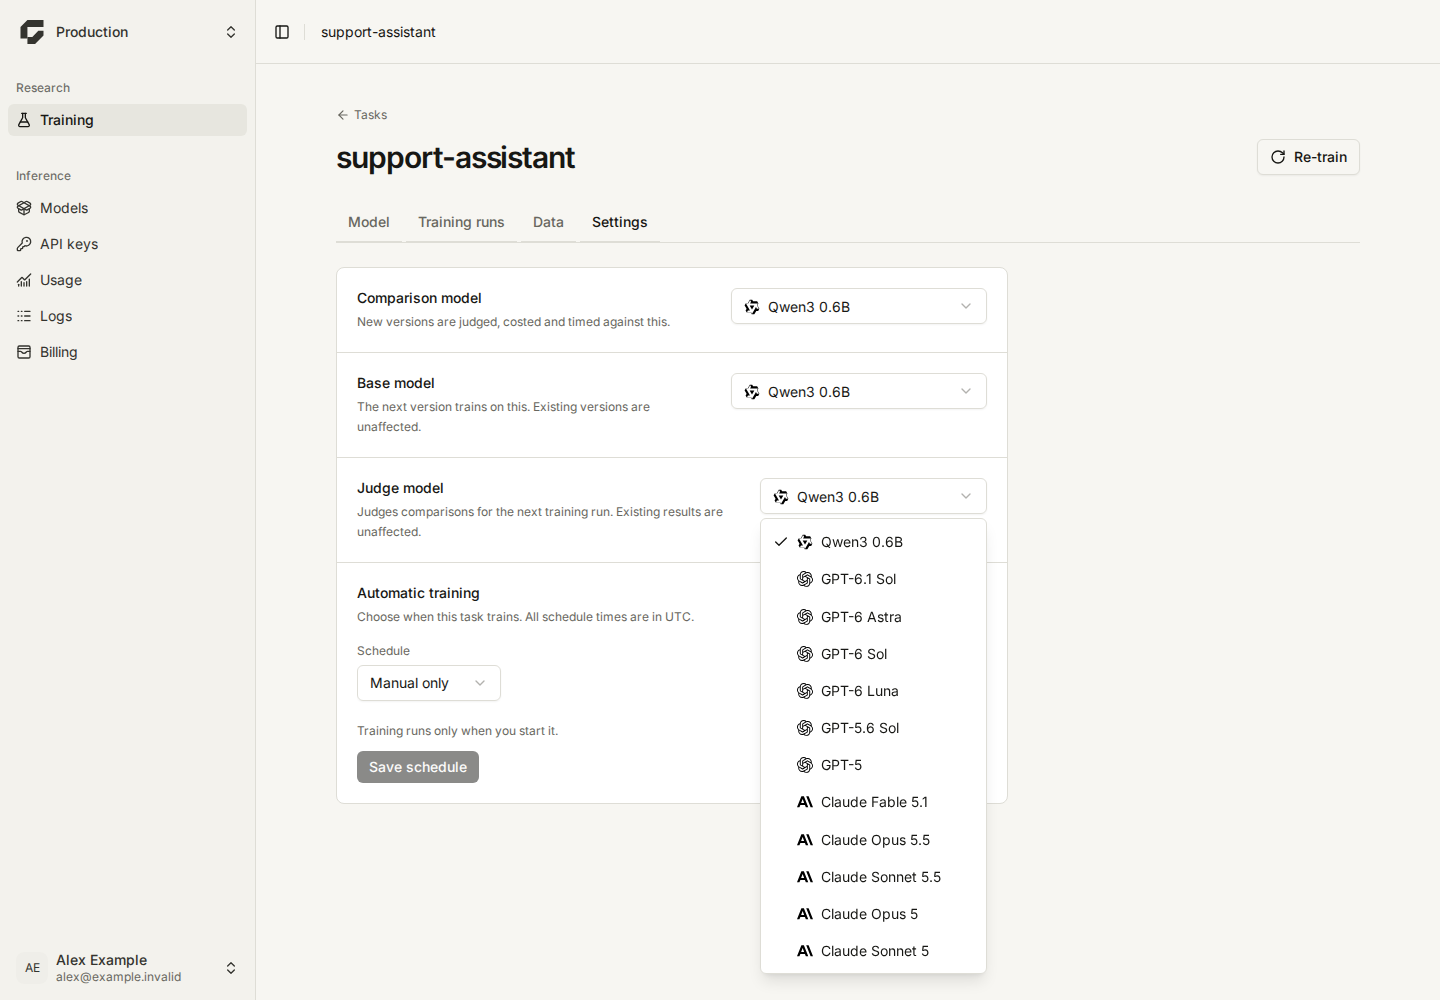 Production
Research
Training
Inference
Models
API keys
Usage
Logs
Billing
AE
Alex Example
alex@example.invalid
support-assistant
Tasks
support-assistant
Re-train
Model
Training runs
Data
Settings
Comparison model
New versions are judged, costed and timed against this.
Qwen3 0.6B
Base model
The next version trains on this. Existing versions are
unaffected.
Qwen3 0.6B
Judge model
Judges comparisons for the next training run. Existing results are
unaffected.
Qwen3 0.6B
Qwen3 0.6B
GPT-6.1 Sol
GPT-6 Astra
GPT-6 Sol
GPT-6 Luna
GPT-5.6 Sol
GPT-5
Claude Fable 5.1
Claude Opus 5.5
Claude Sonnet 5.5
Claude Opus 5
Claude Sonnet 5
Automatic training
Choose when this task trains. All schedule times are in UTC.
Schedule
Manual only
Training runs only when you start it.
Save schedule